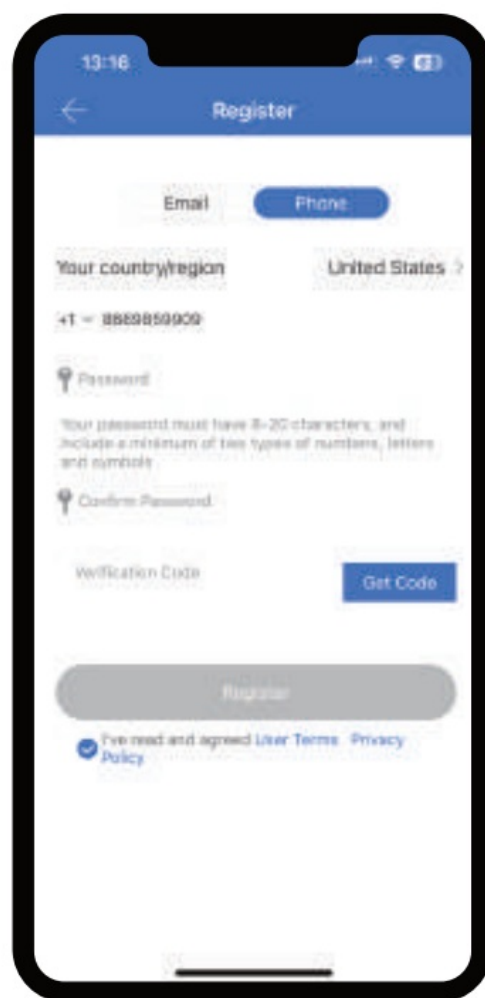 13:16
Register
Email Phone
Your country/region United States >
+1 8669859909
Password
Your password must have 8-20 characters, and
include a minimum of two types of numbers, letters
and symbols
Confirm Password
Verification Code Get Code
Register
I've read and agreed User Terms Privacy
Policy